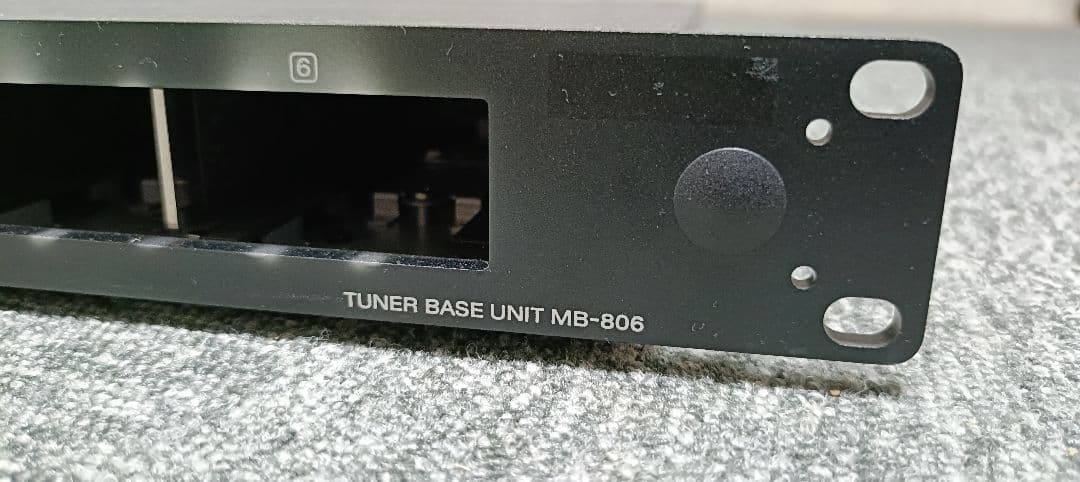 6
TUNER BASE UNIT MB-806